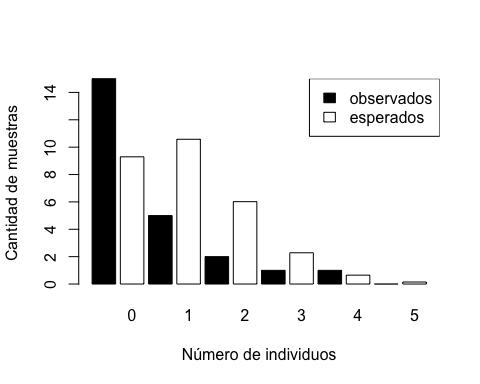 observados
esperados
Cantidad de muestras
14
10
8
6
4
2
0
0 1 2 3 4 5
Número de individuos